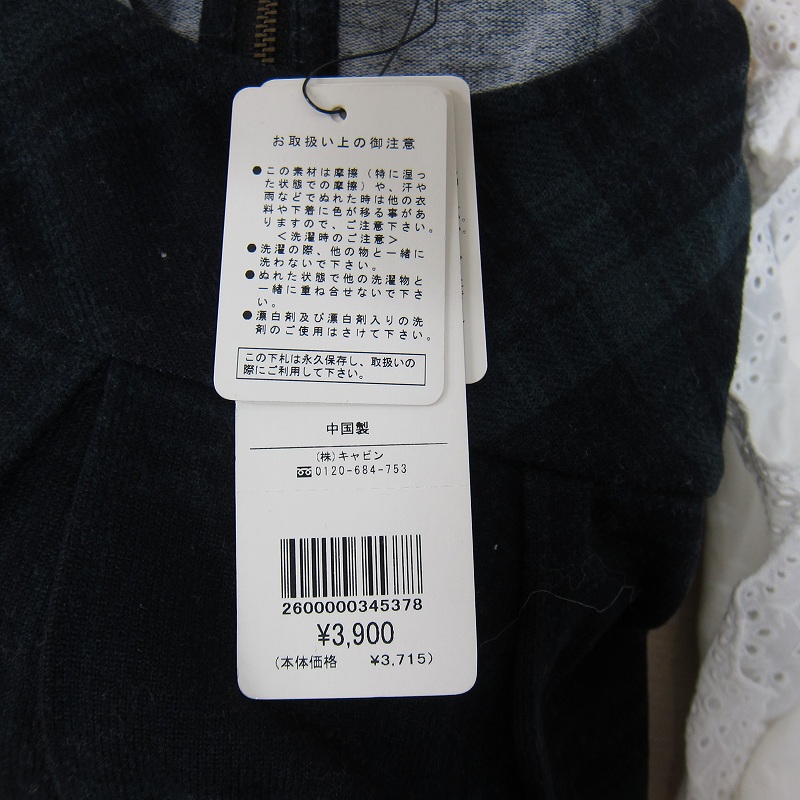 お取扱い上の御注意
●この素材は摩擦（特に湿っ
た状態での摩擦）や、汗や
雨などでぬれた時は他の衣
料や下着に色が移る事があ
りますので、ご注意下さい。
＜洗濯時のご注意＞
●洗濯の際、他の物と一緒に
洗わないで下さい。
●ぬれた状態で他の洗濯物と
一緒に重ね合せないで下さ
い。
●漂白剤及び漂白剤入りの洗
剤のご使用はさけて下さい。
この下札は永久保存し、取扱いの
際にご利用して下さい。
中国製
(株)キャビン
0120-684-753
2600000345378
¥3,900
(本体価格 ¥3,715)